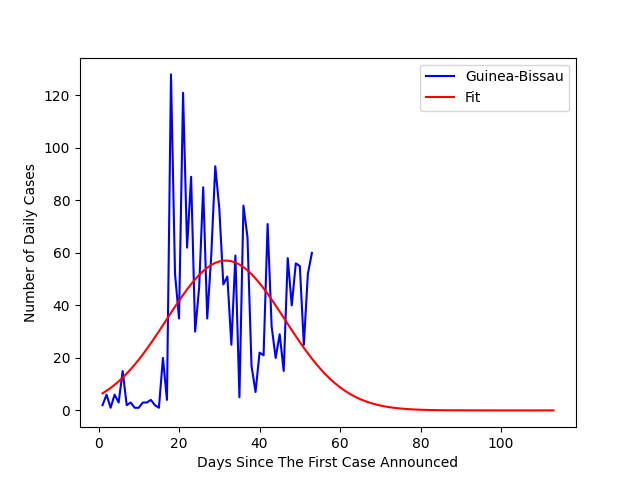 Guinea-Bissau
Fit
Number of Daily Cases
120
100
80
60
40
20
0
0 20 40 60 80 100
Days Since The First Case Announced